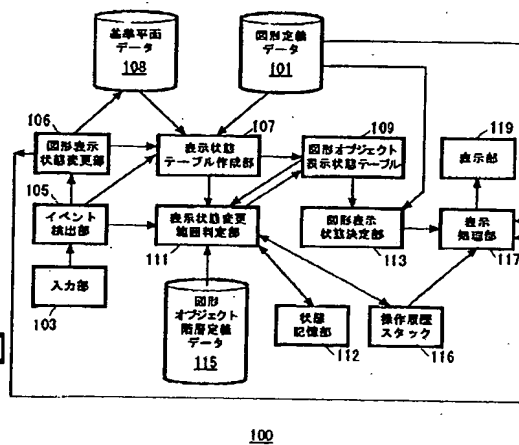 基準平面
データ
108
図形定義
データ
101
106
図形表示
状態変更部
107
表示状態
テーブル作成部
109
図形オブジェクト
表示状態テーブル
119
表示部
105
イベント
検出部
表示状態変更
範囲判定部
111
図形表示
状態決定部
113
表示
処理部
117
入力部
103
図形
オブジェクト
階層定義
データ
115
状態
記憶部
112
操作履歴
スタック
116
100